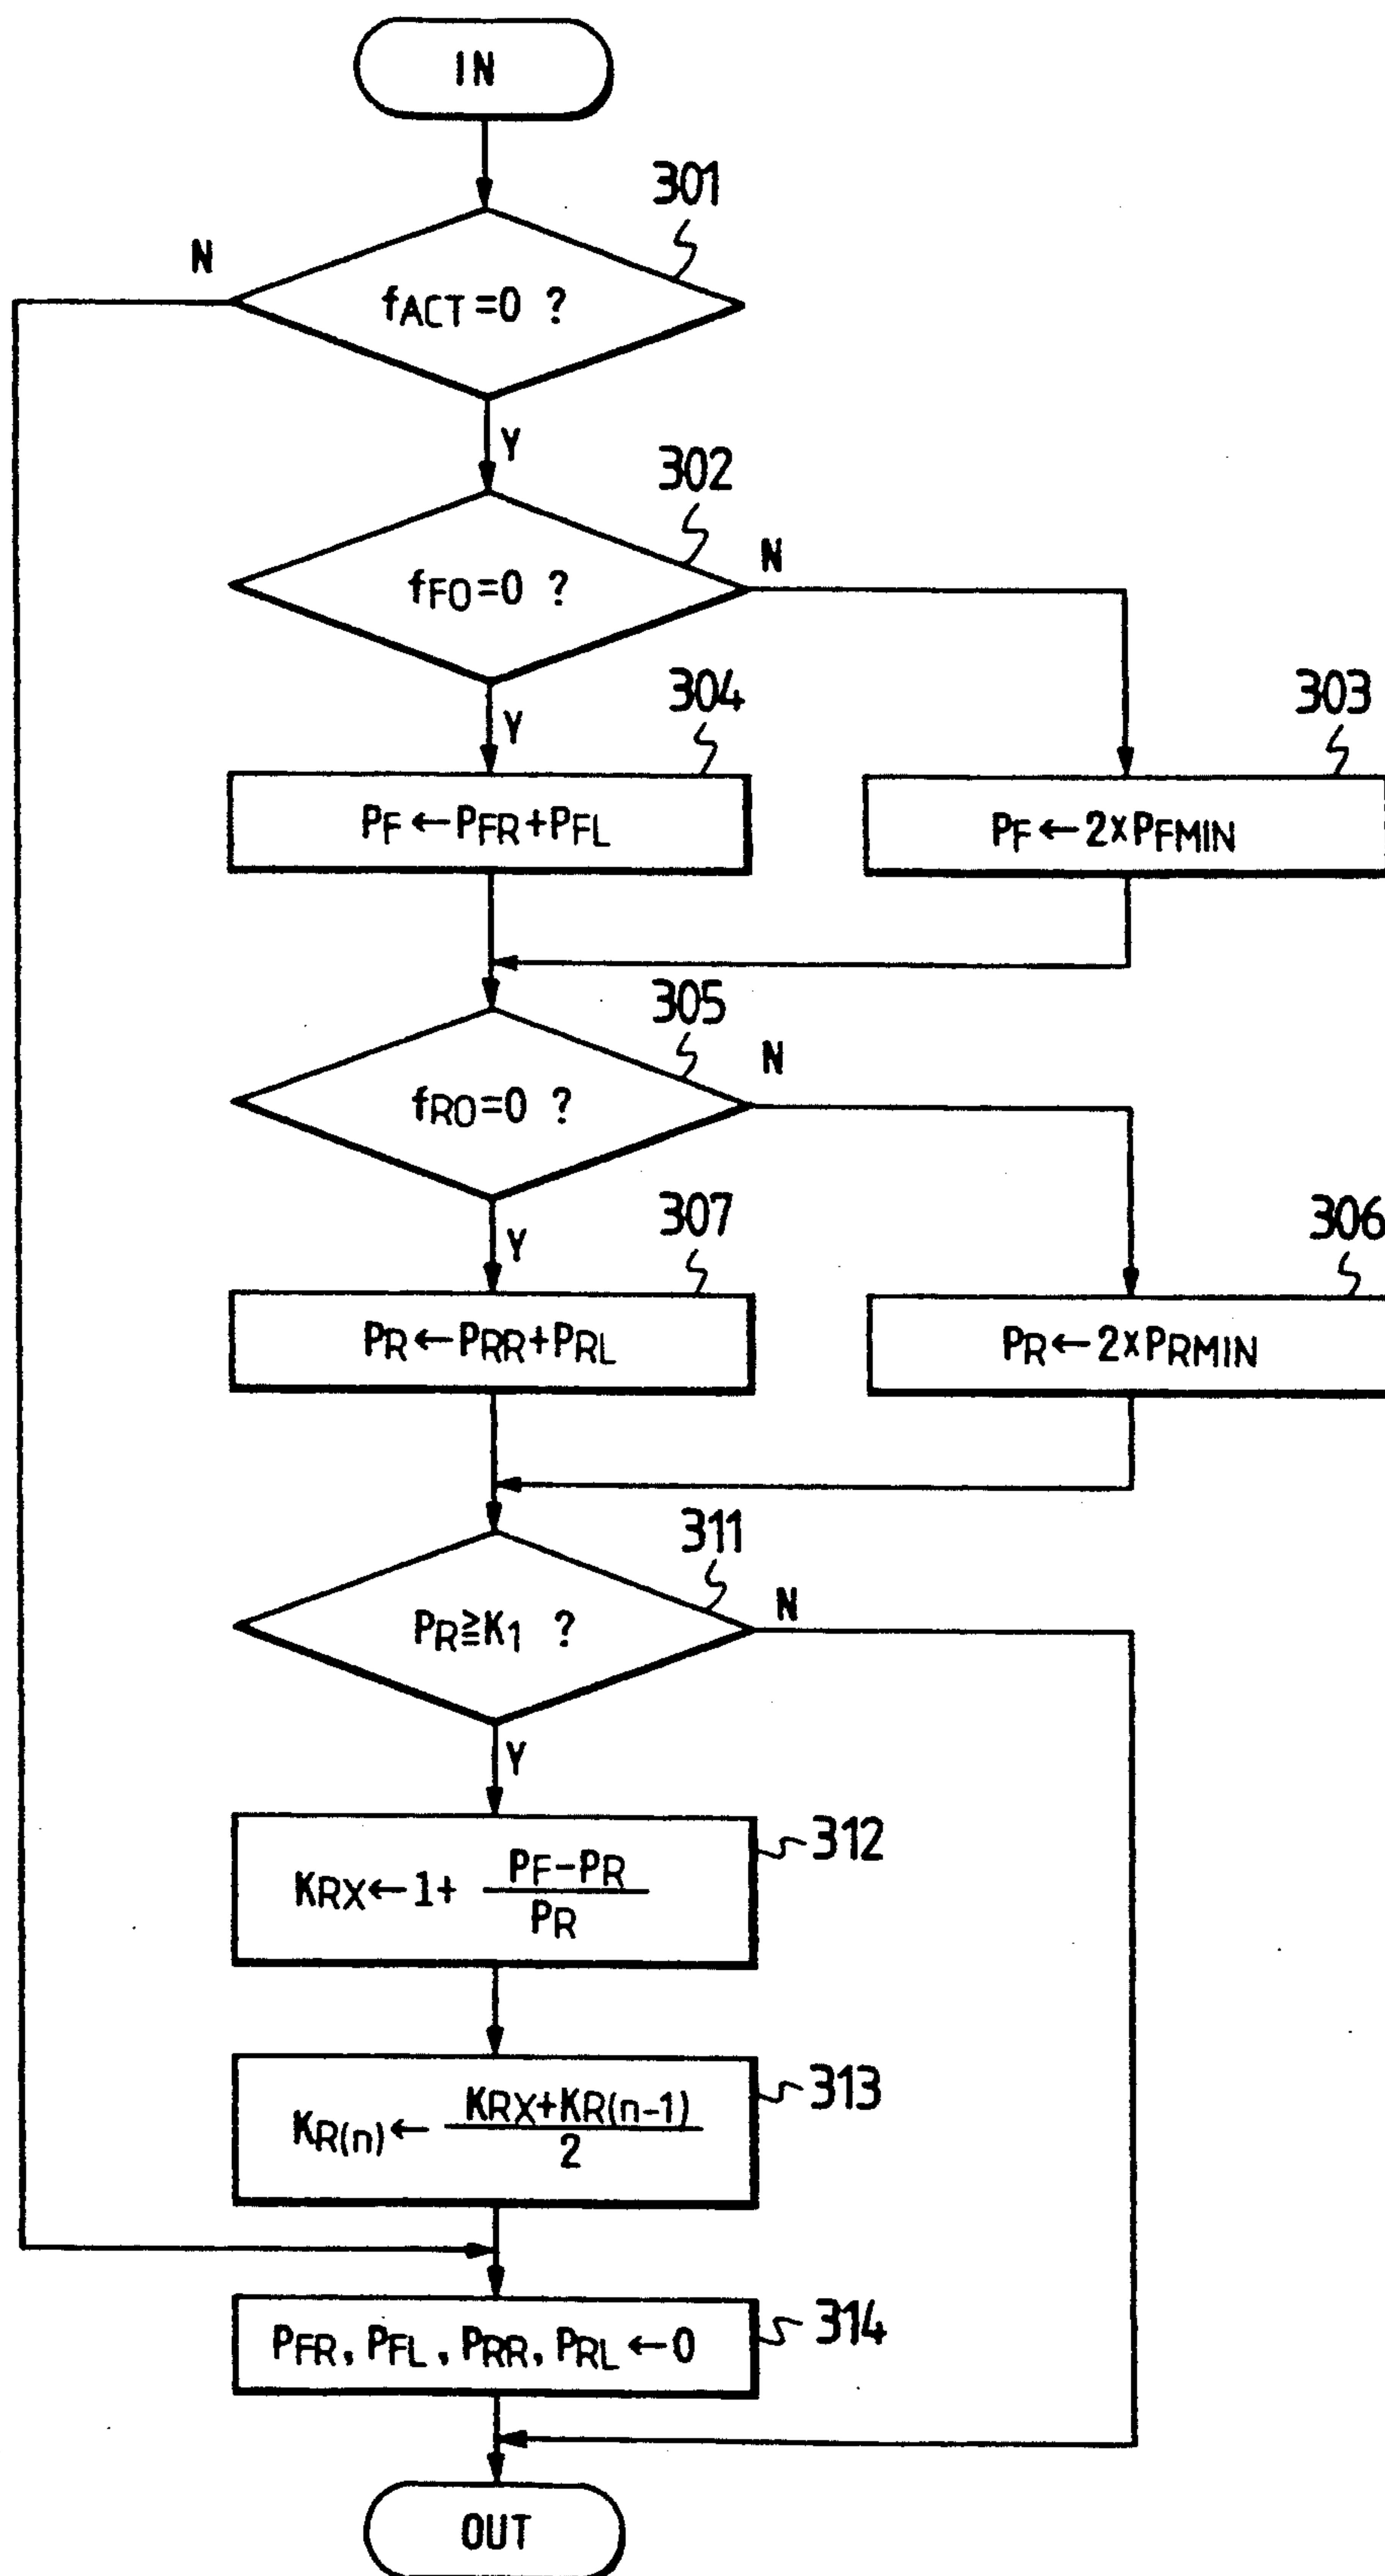 IN
301
N
fACT=0 ?
Y
302
N
fFO=0 ?
Y
304
303
PF←PFR+PFL
PF←2×PFMIN
305
N
fRO=0 ?
Y
307
306
PR←PRR+PRL
PR←2×PRMIN
311
N
PR≧K1 ?
Y
312
KRX←1+ PF-PR
PR
313
KR(n)← KRX+KR(n-1)
2
314
PFR, PFL, PRR, PRL←0
OUT